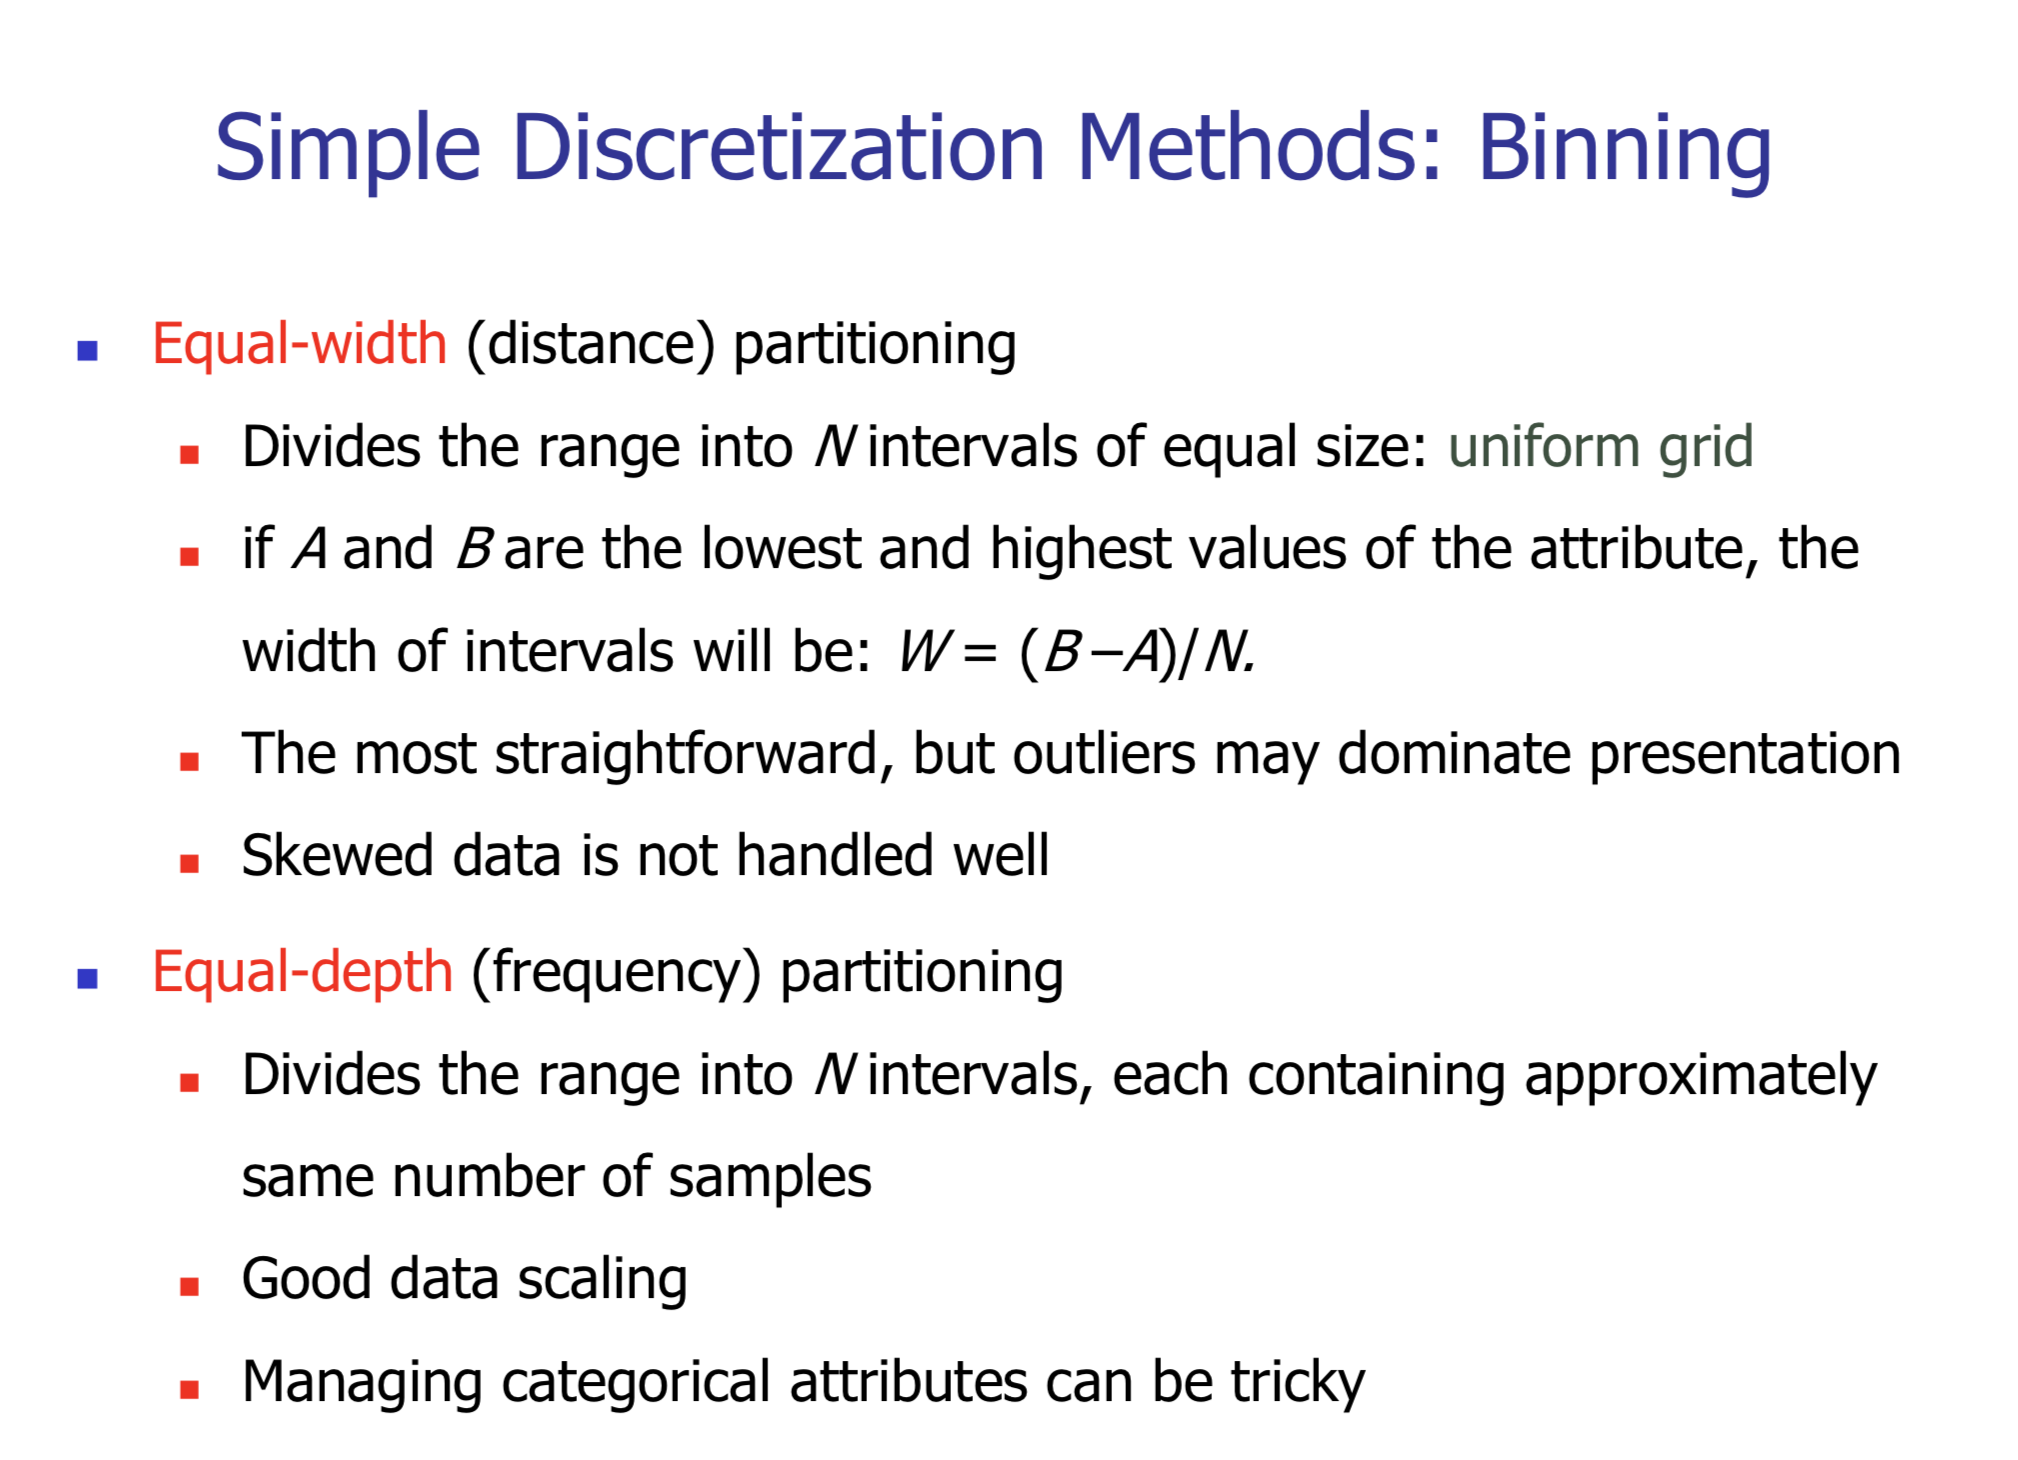 Simple Discretization Methods: Binning
Equal-width (distance) partitioning
Divides the range into N intervals of equal size: uniform grid
if A and B are the lowest and highest values of the attribute, the
width of intervals will be: W = (B –A)/N.
The most straightforward, but outliers may dominate presentation
Skewed data is not handled well
Equal-depth (frequency) partitioning
Divides the range into N intervals, each containing approximately
same number of samples
Good data scaling
Managing categorical attributes can be tricky